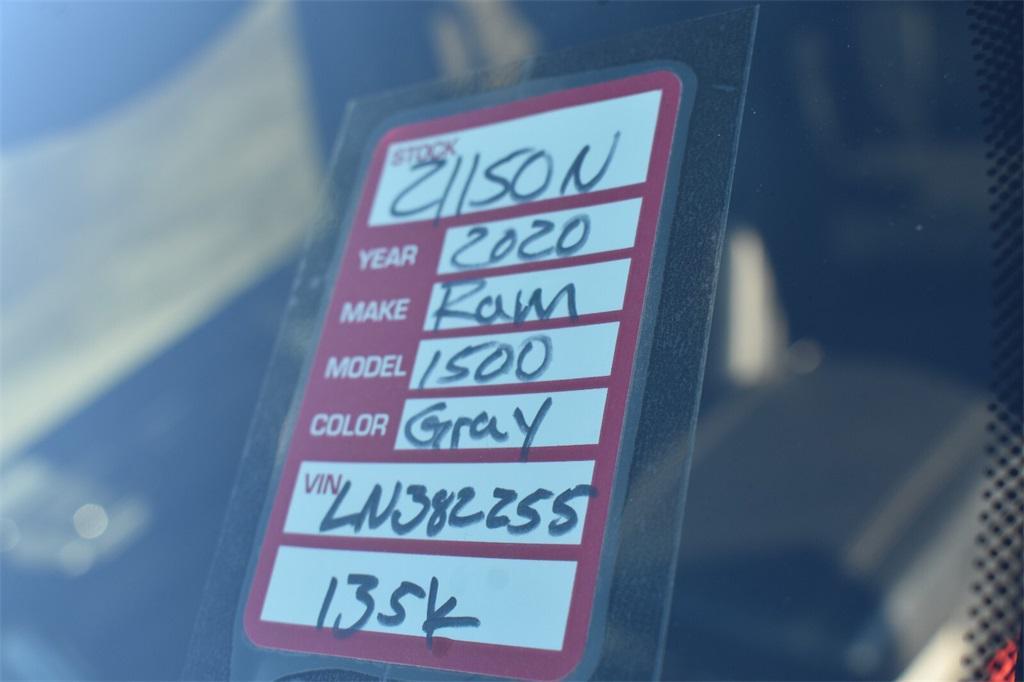 STOCK
21150N
YEAR 2020
MAKE Ram
MODEL 1500
COLOR Gray
VIN LN382255
135k